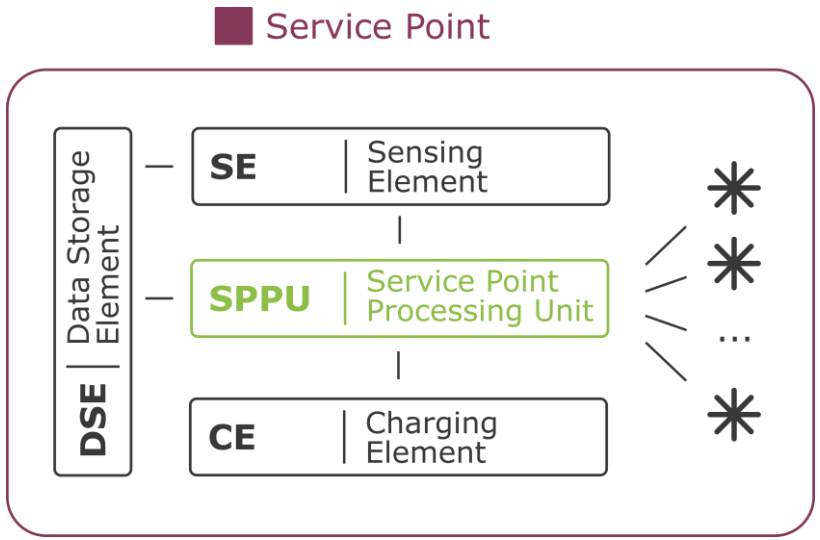 Service Point
DSE | Data Storage
Element
SE | Sensing
Element
SPPU | Service Point
Processing Unit
...
CE | Charging
Element